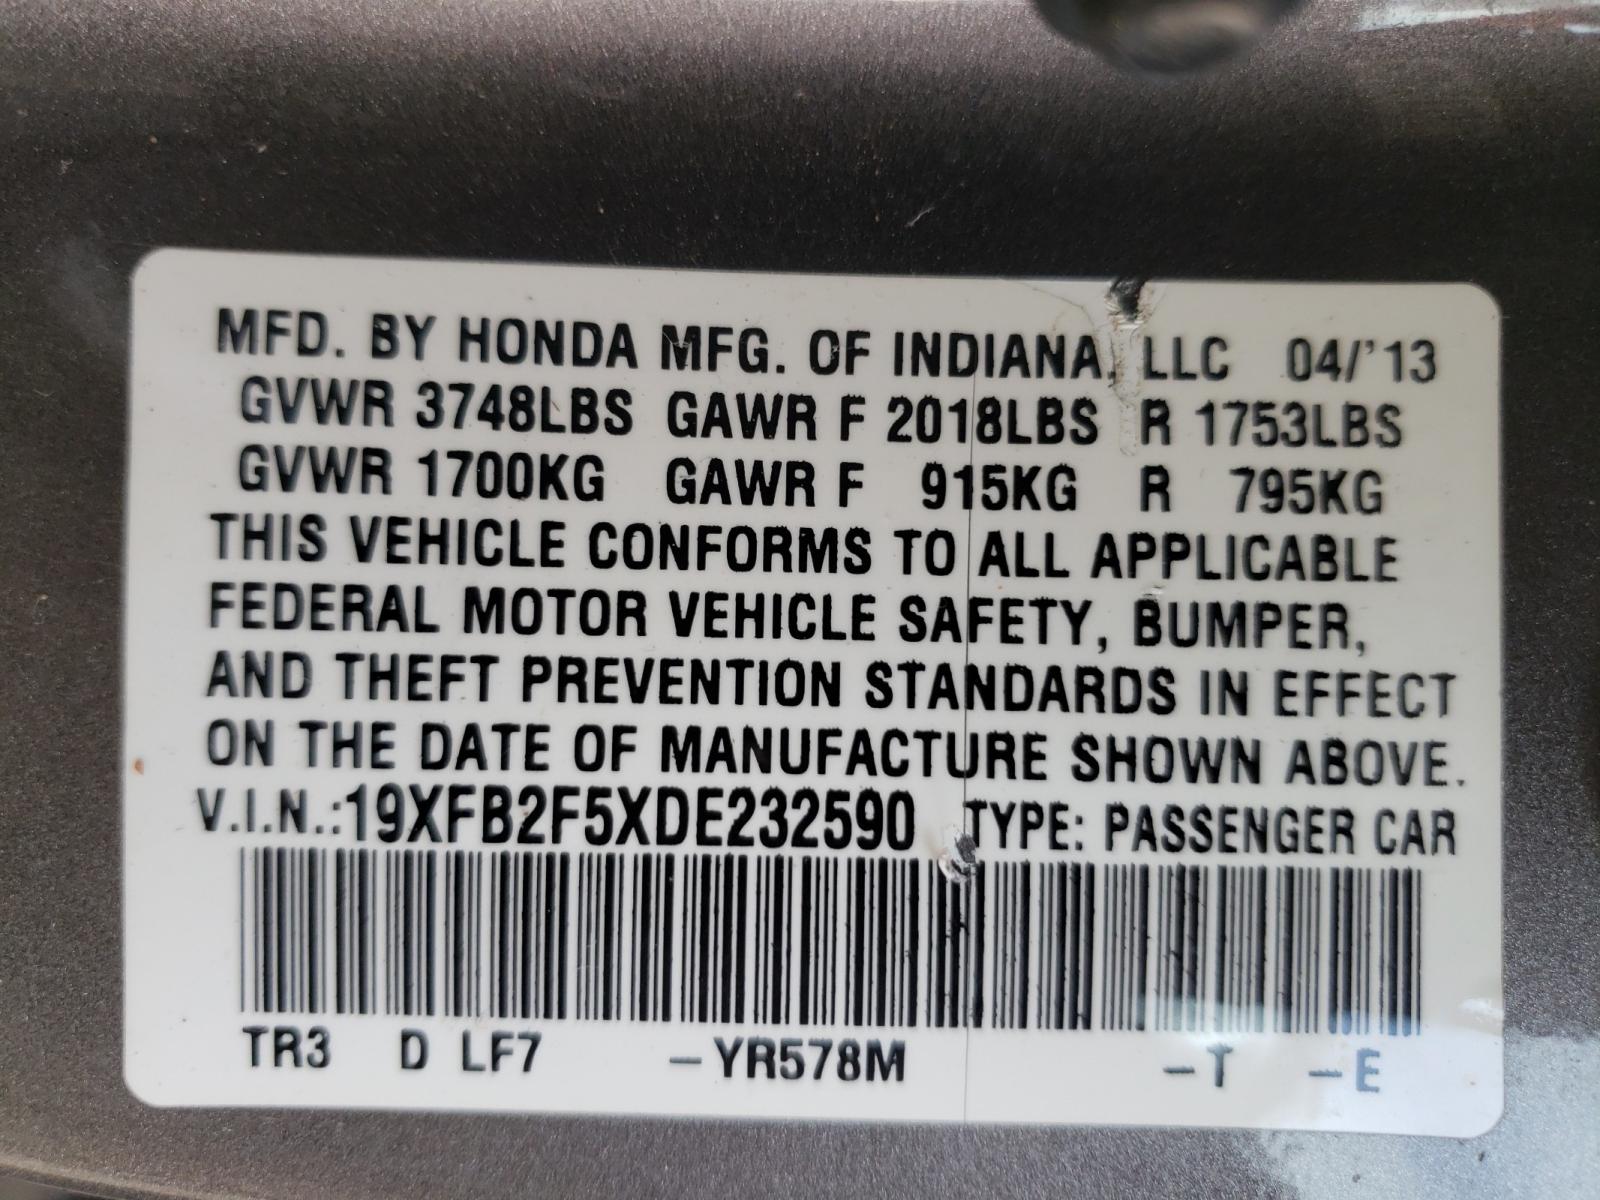 MFD. BY HONDA MFG. OF INDIANA, LLC 04/'13
GVWR 3748LBS GAWR F 2018LBS R 1753LBS
GVWR 1700KG GAWR F 915KG R 795KG
THIS VEHICLE CONFORMS TO ALL APPLICABLE
FEDERAL MOTOR VEHICLE SAFETY, BUMPER,
AND THEFT PREVENTION STANDARDS IN EFFECT
ON THE DATE OF MANUFACTURE SHOWN ABOVE.
V.I.N.:19XFB2F5XDE232590 TYPE: PASSENGER CAR
TR3 D LF7 -YR578M -T -E